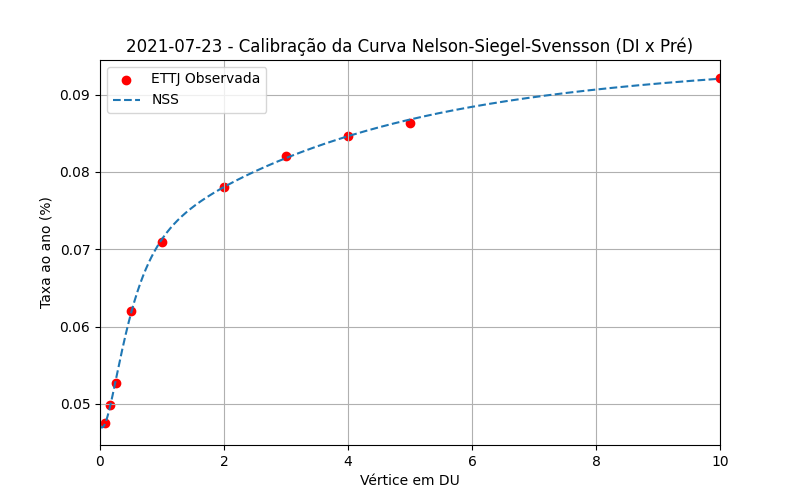 2021-07-23 - Calibração da Curva Nelson-Siegel-Svensson (DI x Pré)
ETTJ Observada
NSS
Taxa ao ano (%)
0.09
0.08
0.07
0.06
0.05
0 2 4 6 8 10
Vértice em DU